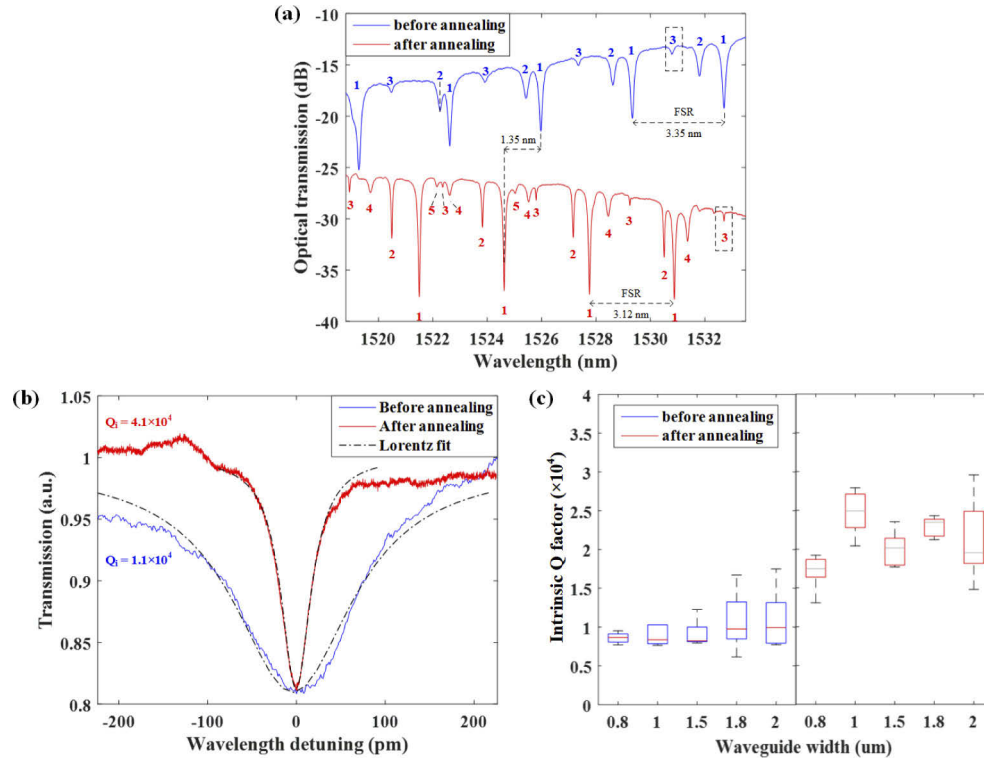 (a)
-10
-15
-20
-25
-30
-35
-40
Optical transmission (dB)
before annealing
after annealing
1 3 2 1 3 2 1 3 2 1 3 2 1
FSR
3.35 nm
1.35 nm
3 4 2 1 5 3 4 2 1 5 4 3 2 1 4 3 2 1 4 3
FSR
3.12 nm
1520 1522 1524 1526 1528 1530 1532
Wavelength (nm)
(b)
1.05
1
0.95
0.9
0.85
0.8
Transmission (a.u.)
Qi = 4.1×10⁴
Qi = 1.1×10⁴
Before annealing
After annealing
Lorentz fit
-200 -100 0 100 200
Wavelength detuning (pm)
(c)
4
3.5
3
2.5
2
1.5
1
0.5
0
Intrinsic Q factor (×10⁴)
before annealing
after annealing
0.8 1 1.5 1.8 2 0.8 1 1.5 1.8 2
Waveguide width (um)